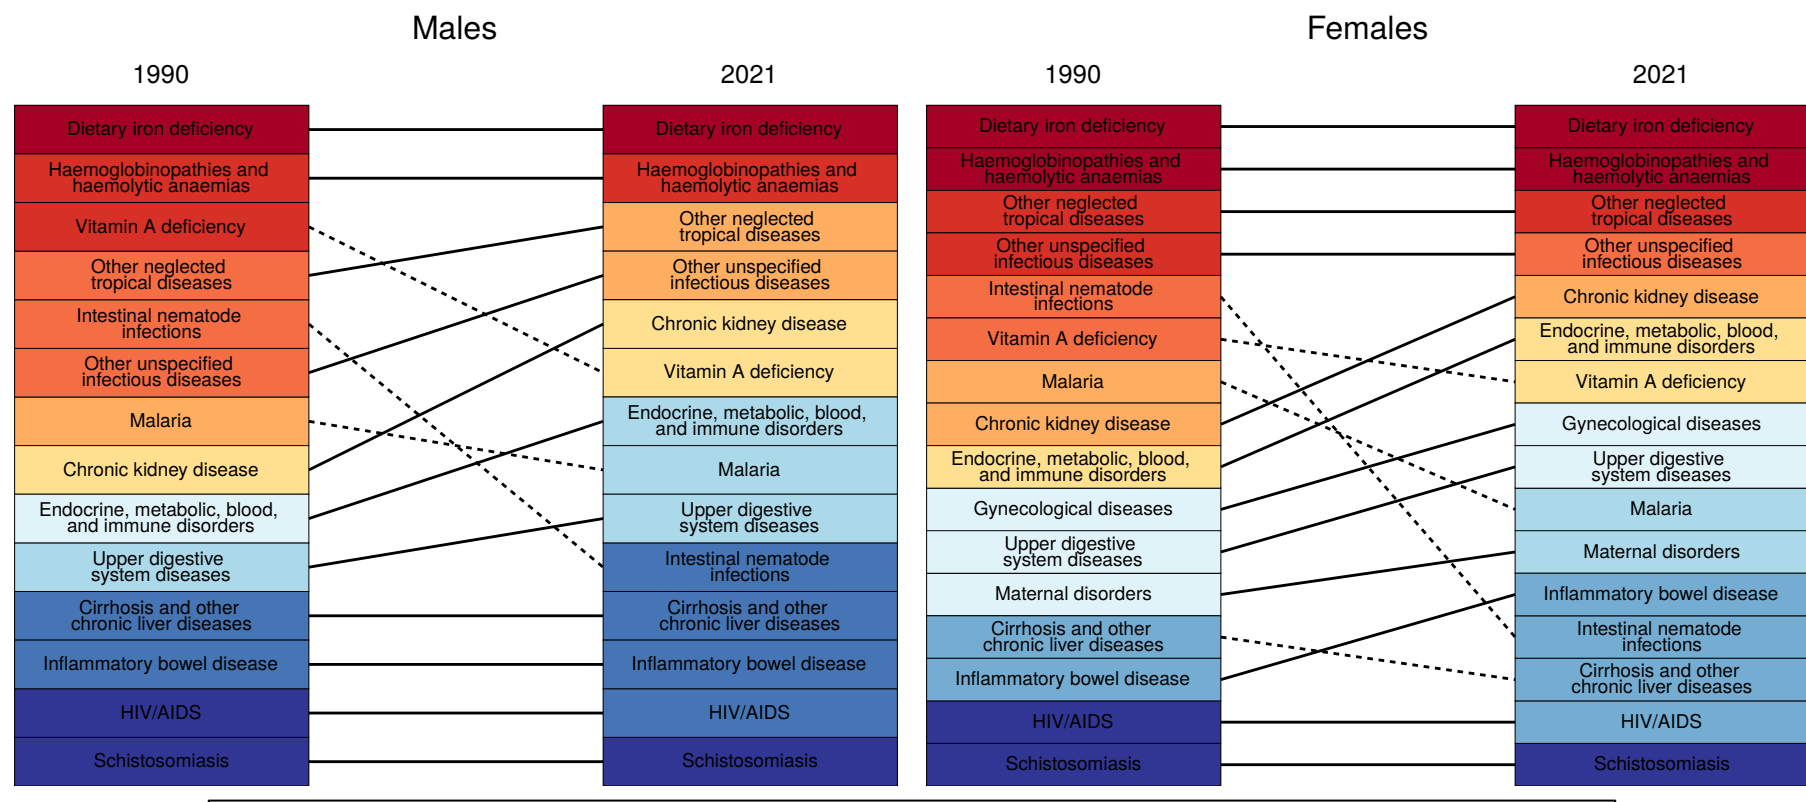 Males
Females
1990
2021
1990
2021
Dietary iron deficiency
Haemoglobinopathies and
haemolytic anaemias
Vitamin A deficiency
Other neglected
tropical diseases
Intestinal nematode
infections
Other unspecified
infectious diseases
Malaria
Chronic kidney disease
Endocrine, metabolic, blood,
and immune disorders
Upper digestive
system diseases
Cirrhosis and other
chronic liver diseases
Inflammatory bowel disease
HIV/AIDS
Schistosomiasis
Dietary iron deficiency
Haemoglobinopathies and
haemolytic anaemias
Other neglected
tropical diseases
Other unspecified
infectious diseases
Chronic kidney disease
Vitamin A deficiency
Endocrine, metabolic, blood,
and immune disorders
Malaria
Upper digestive
system diseases
Intestinal nematode
infections
Cirrhosis and other
chronic liver diseases
Inflammatory bowel disease
HIV/AIDS
Schistosomiasis
Dietary iron deficiency
Haemoglobinopathies and
haemolytic anaemias
Other neglected
tropical diseases
Other unspecified
infectious diseases
Intestinal nematode
infections
Vitamin A deficiency
Malaria
Chronic kidney disease
Endocrine, metabolic, blood,
and immune disorders
Gynecological diseases
Upper digestive
system diseases
Maternal disorders
Cirrhosis and other
chronic liver diseases
Inflammatory bowel disease
HIV/AIDS
Schistosomiasis
Dietary iron deficiency
Haemoglobinopathies and
haemolytic anaemias
Other neglected
tropical diseases
Other unspecified
infectious diseases
Chronic kidney disease
Endocrine, metabolic, blood,
and immune disorders
Vitamin A deficiency
Gynecological diseases
Upper digestive
system diseases
Malaria
Maternal disorders
Inflammatory bowel disease
Intestinal nematode
infections
Cirrhosis and other
chronic liver diseases
HIV/AIDS
Schistosomiasis